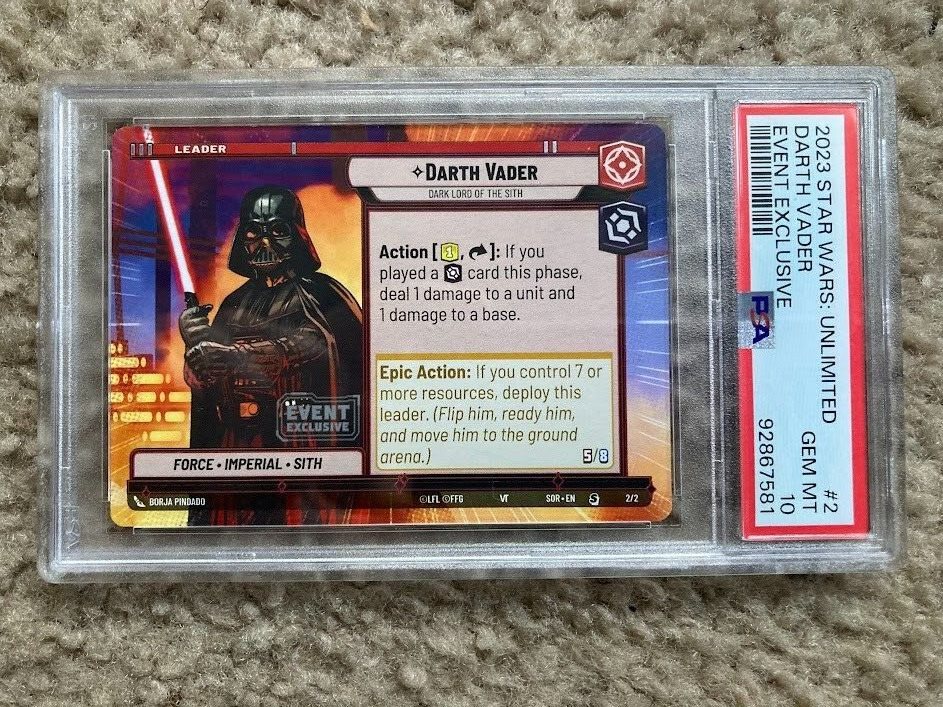 LEADER
DARTH VADER
DARK LORD OF THE SITH
Action [1, ]: If you
played a card this phase,
deal 1 damage to a unit and
1 damage to a base.
Epic Action: If you control 7 or
more resources, deploy this
leader. (Flip him, ready him,
and move him to the ground
arena.)
5/8
EVENT
EXCLUSIVE
FORCE • IMPERIAL • SITH
BORJA PINDADO
©LFL ©FFG
SOR • EN
2/2
2023 STAR WARS: UNLIMITED #2
DARTH VADER GEM MT
EVENT EXCLUSIVE 10
PSA 92867581